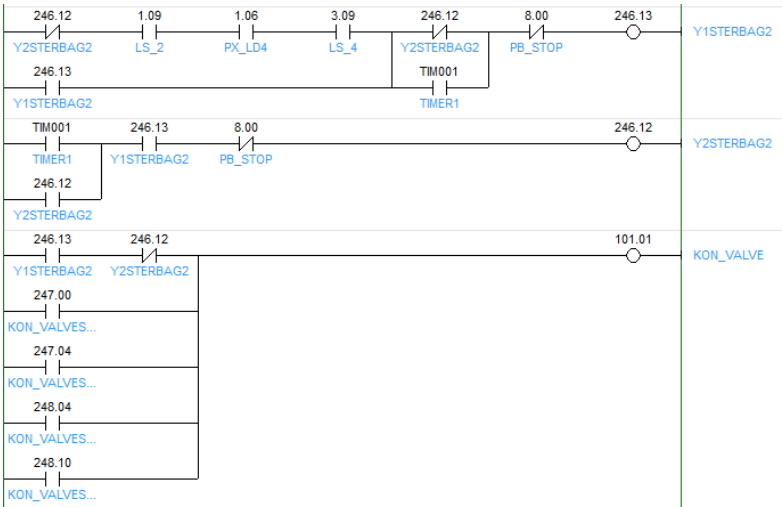 246.12 1.09 1.06 3.09 246.12 8.00 246.13
Y2STERBAG2 LS_2 PX_LD4 LS_4 Y2STERBAG2 PB_STOP Y1STERBAG2
246.13 TIM001
Y1STERBAG2 TIMER1
TIM001 246.13 8.00 246.12
TIMER1 Y1STERBAG2 PB_STOP Y2STERBAG2
246.12
Y2STERBAG2
246.13 246.12 101.01
Y1STERBAG2 Y2STERBAG2 KON_VALVE
247.00
KON_VALVES...
247.04
KON_VALVES...
248.04
KON_VALVES...
248.10
KON_VALVES...